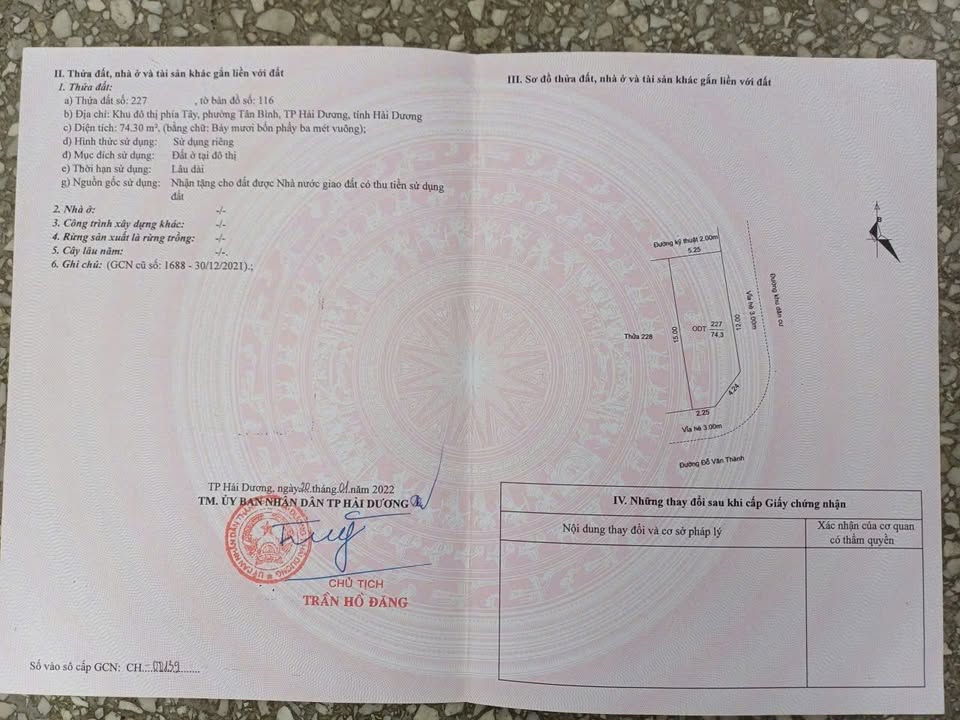 II. Thửa đất, nhà ở và tài sản khác gắn liền với đất
1. Thửa đất:
a) Thửa đất số: 227 , tờ bản đồ số: 116
b) Địa chỉ: Khu đô thị phía Tây, phường Tân Bình, TP Hải Dương, tỉnh Hải Dương
c) Diện tích: 74.30 m², (bằng chữ: Bảy mươi bốn phẩy ba mét vuông);
d) Hình thức sử dụng: Sử dụng riêng
đ) Mục đích sử dụng: Đất ở tại đô thị
e) Thời hạn sử dụng: Lâu dài
g) Nguồn gốc sử dụng: Nhận tặng cho đất được Nhà nước giao đất có thu tiền sử dụng
đất
2. Nhà ở: -/-
3. Công trình xây dựng khác: -/-
4. Rừng sản xuất là rừng trồng: -/-
5. Cây lâu năm: -/-.
6. Ghi chú: (GCN cũ số: 1688 - 30/12/2021).;
TP Hải Dương, ngày 20 tháng 01 năm 2022
TM. ỦY BAN NHÂN DÂN TP HẢI DƯƠNG
CHỦ TỊCH
TRẦN HỒ ĐĂNG
Số vào sổ cấp GCN: CH
III. Sơ đồ thửa đất, nhà ở và tài sản khác gắn liền với đất
B
Đường kỹ thuật 2.00m
5.25
Thửa 228
15.00
ODT 227
74,3
12.00
Vỉa hè 3.00m
Đường khu dân cư
4.24
2.25
Vỉa hè 3.00m
Đường Đỗ Văn Thành
IV. Những thay đổi sau khi cấp Giấy chứng nhận
Nội dung thay đổi và cơ sở pháp lý
Xác nhận của cơ quan
có thẩm quyền